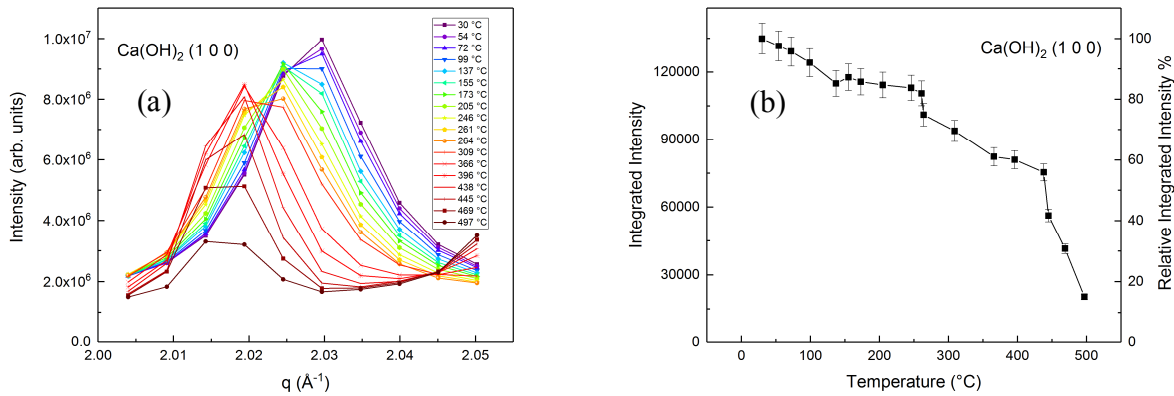 Ca(OH)2 (1 0 0)
(a)
30 °C
54 °C
72 °C
99 °C
137 °C
155 °C
173 °C
205 °C
246 °C
261 °C
264 °C
309 °C
366 °C
396 °C
438 °C
445 °C
469 °C
497 °C
1.0x10^7
8.0x10^6
6.0x10^6
4.0x10^6
2.0x10^6
0.0
Intensity (arb. units)
2.00 2.01 2.02 2.03 2.04 2.05
q (Å^-1)
Ca(OH)2 (1 0 0)
(b)
120000
90000
60000
30000
0
Integrated Intensity
100
80
60
40
20
0
Relative Integrated Intensity %
0 100 200 300 400 500
Temperature (°C)